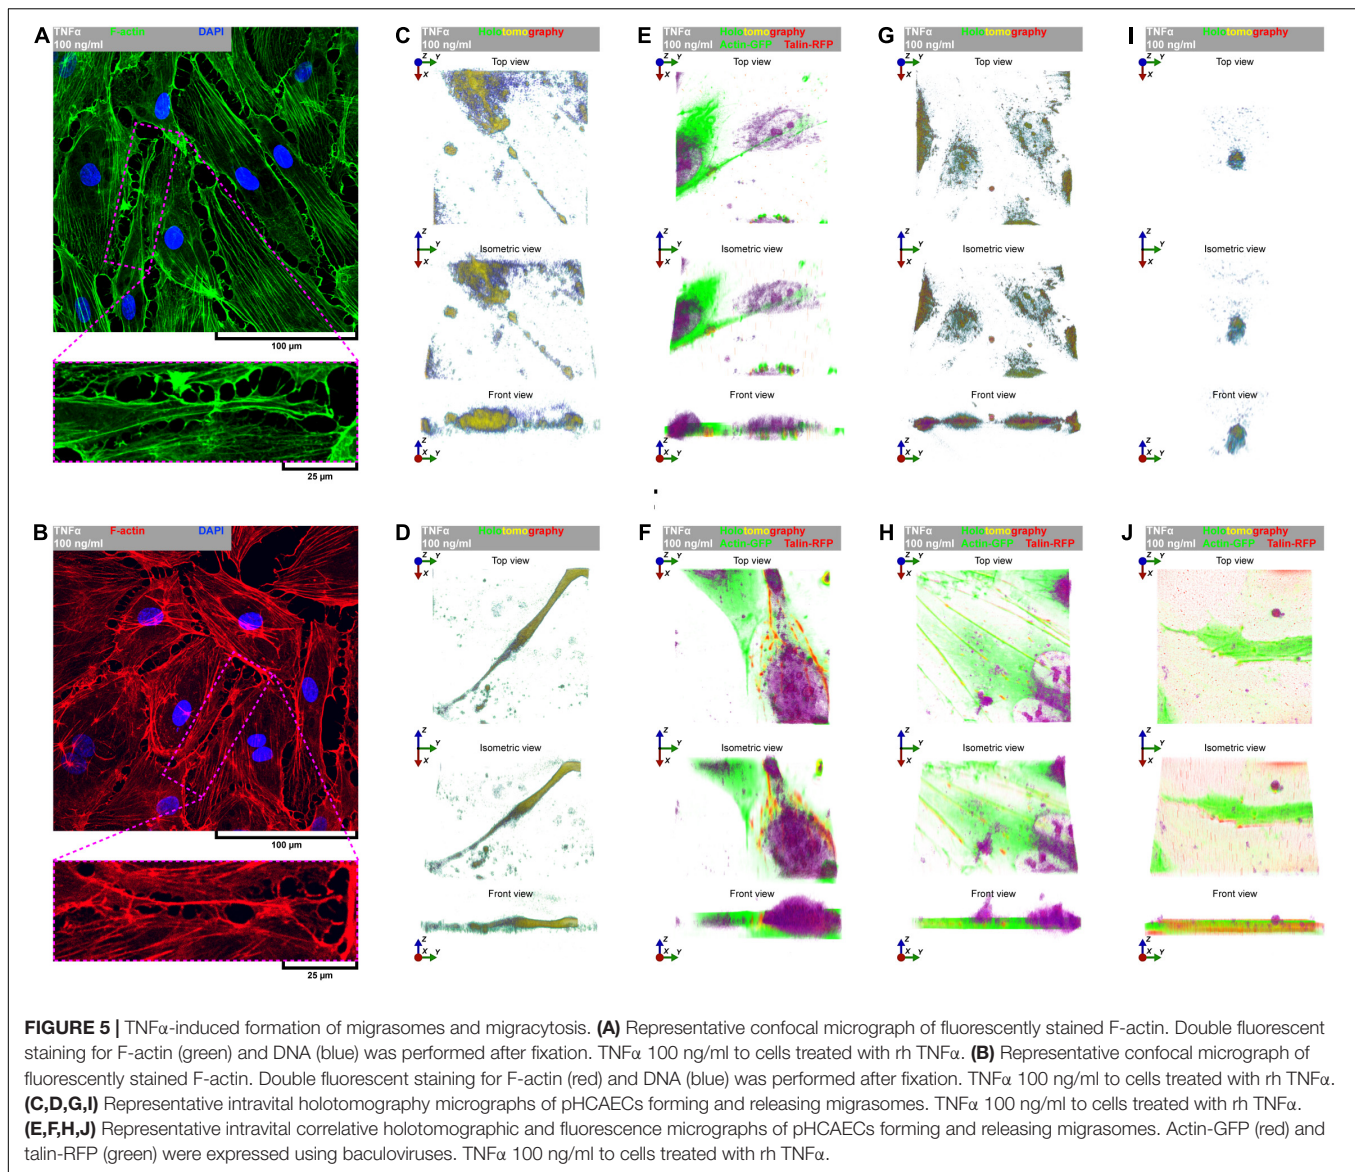 A
TNFα F-actin DAPI
100 ng/ml
100 µm
25 µm
C
TNFα Holotomography
100 ng/ml
Z Y X
Top view
Z Y X
Isometric view
Front view
Z X Y
E
TNFα Holotomography
100 ng/ml Actin-GFP Talin-RFP
Z Y X
Top view
Z Y X
Isometric view
Front view
Z X Y
G
TNFα Holotomography
100 ng/ml
Z Y X
Top view
Z Y X
Isometric view
Front view
Z X Y
I
TNFα Holotomography
100 ng/ml
Z Y X
Top view
Z Y X
Isometric view
Front view
Z X Y
B
TNFα F-actin DAPI
100 ng/ml
100 µm
25 µm
D
TNFα Holotomography
100 ng/ml
Z Y X
Top view
Z Y X
Isometric view
Front view
Z X Y
F
TNFα Holotomography
100 ng/ml Actin-GFP Talin-RFP
Z Y X
Top view
Z Y X
Isometric view
Front view
Z X Y
H
TNFα Holotomography
100 ng/ml Actin-GFP Talin-RFP
Z Y X
Top view
Z Y X
Isometric view
Front view
Z X Y
J
TNFα Holotomography
100 ng/ml Actin-GFP Talin-RFP
Z Y X
Top view
Z Y X
Isometric view
Front view
Z X Y
FIGURE 5 | TNFα-induced formation of migrasomes and migracytosis. (A) Representative confocal micrograph of fluorescently stained F-actin. Double fluorescent
staining for F-actin (green) and DNA (blue) was performed after fixation. TNFα 100 ng/ml to cells treated with rh TNFα. (B) Representative confocal micrograph of
fluorescently stained F-actin. Double fluorescent staining for F-actin (red) and DNA (blue) was performed after fixation. TNFα 100 ng/ml to cells treated with rh TNFα.
(C,D,G,I) Representative intravital holotomography micrographs of pHCAECs forming and releasing migrasomes. TNFα 100 ng/ml to cells treated with rh TNFα.
(E,F,H,J) Representative intravital correlative holotomographic and fluorescence micrographs of pHCAECs forming and releasing migrasomes. Actin-GFP (red) and
talin-RFP (green) were expressed using baculoviruses. TNFα 100 ng/ml to cells treated with rh TNFα.